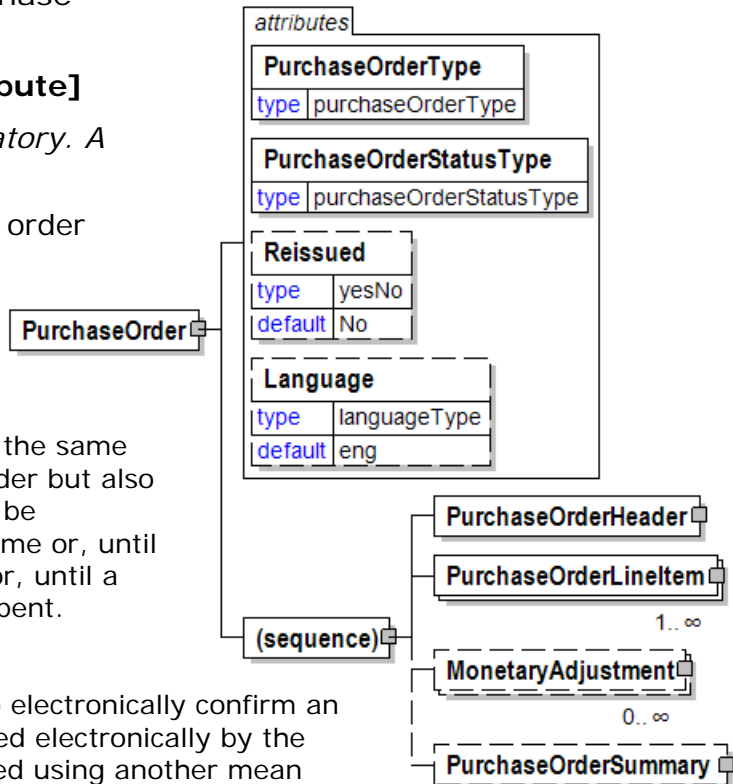 hase
attributes
PurchaseOrderType
type purchaseOrderType
bute]
atory. A
PurchaseOrderStatusType
type purchaseOrderStatusType
order
Reissued
type yesNo
default No
PurchaseOrder
Language
type languageType
default eng
the same
der but also
be
me or, until
or, until a
pent.
PurchaseOrderHeader
PurchaseOrderLineItem
1.. ∞
(sequence)
MonetaryAdjustment
0.. ∞
electronically confirm an
ed electronically by the
ed using another mean
PurchaseOrderSummary